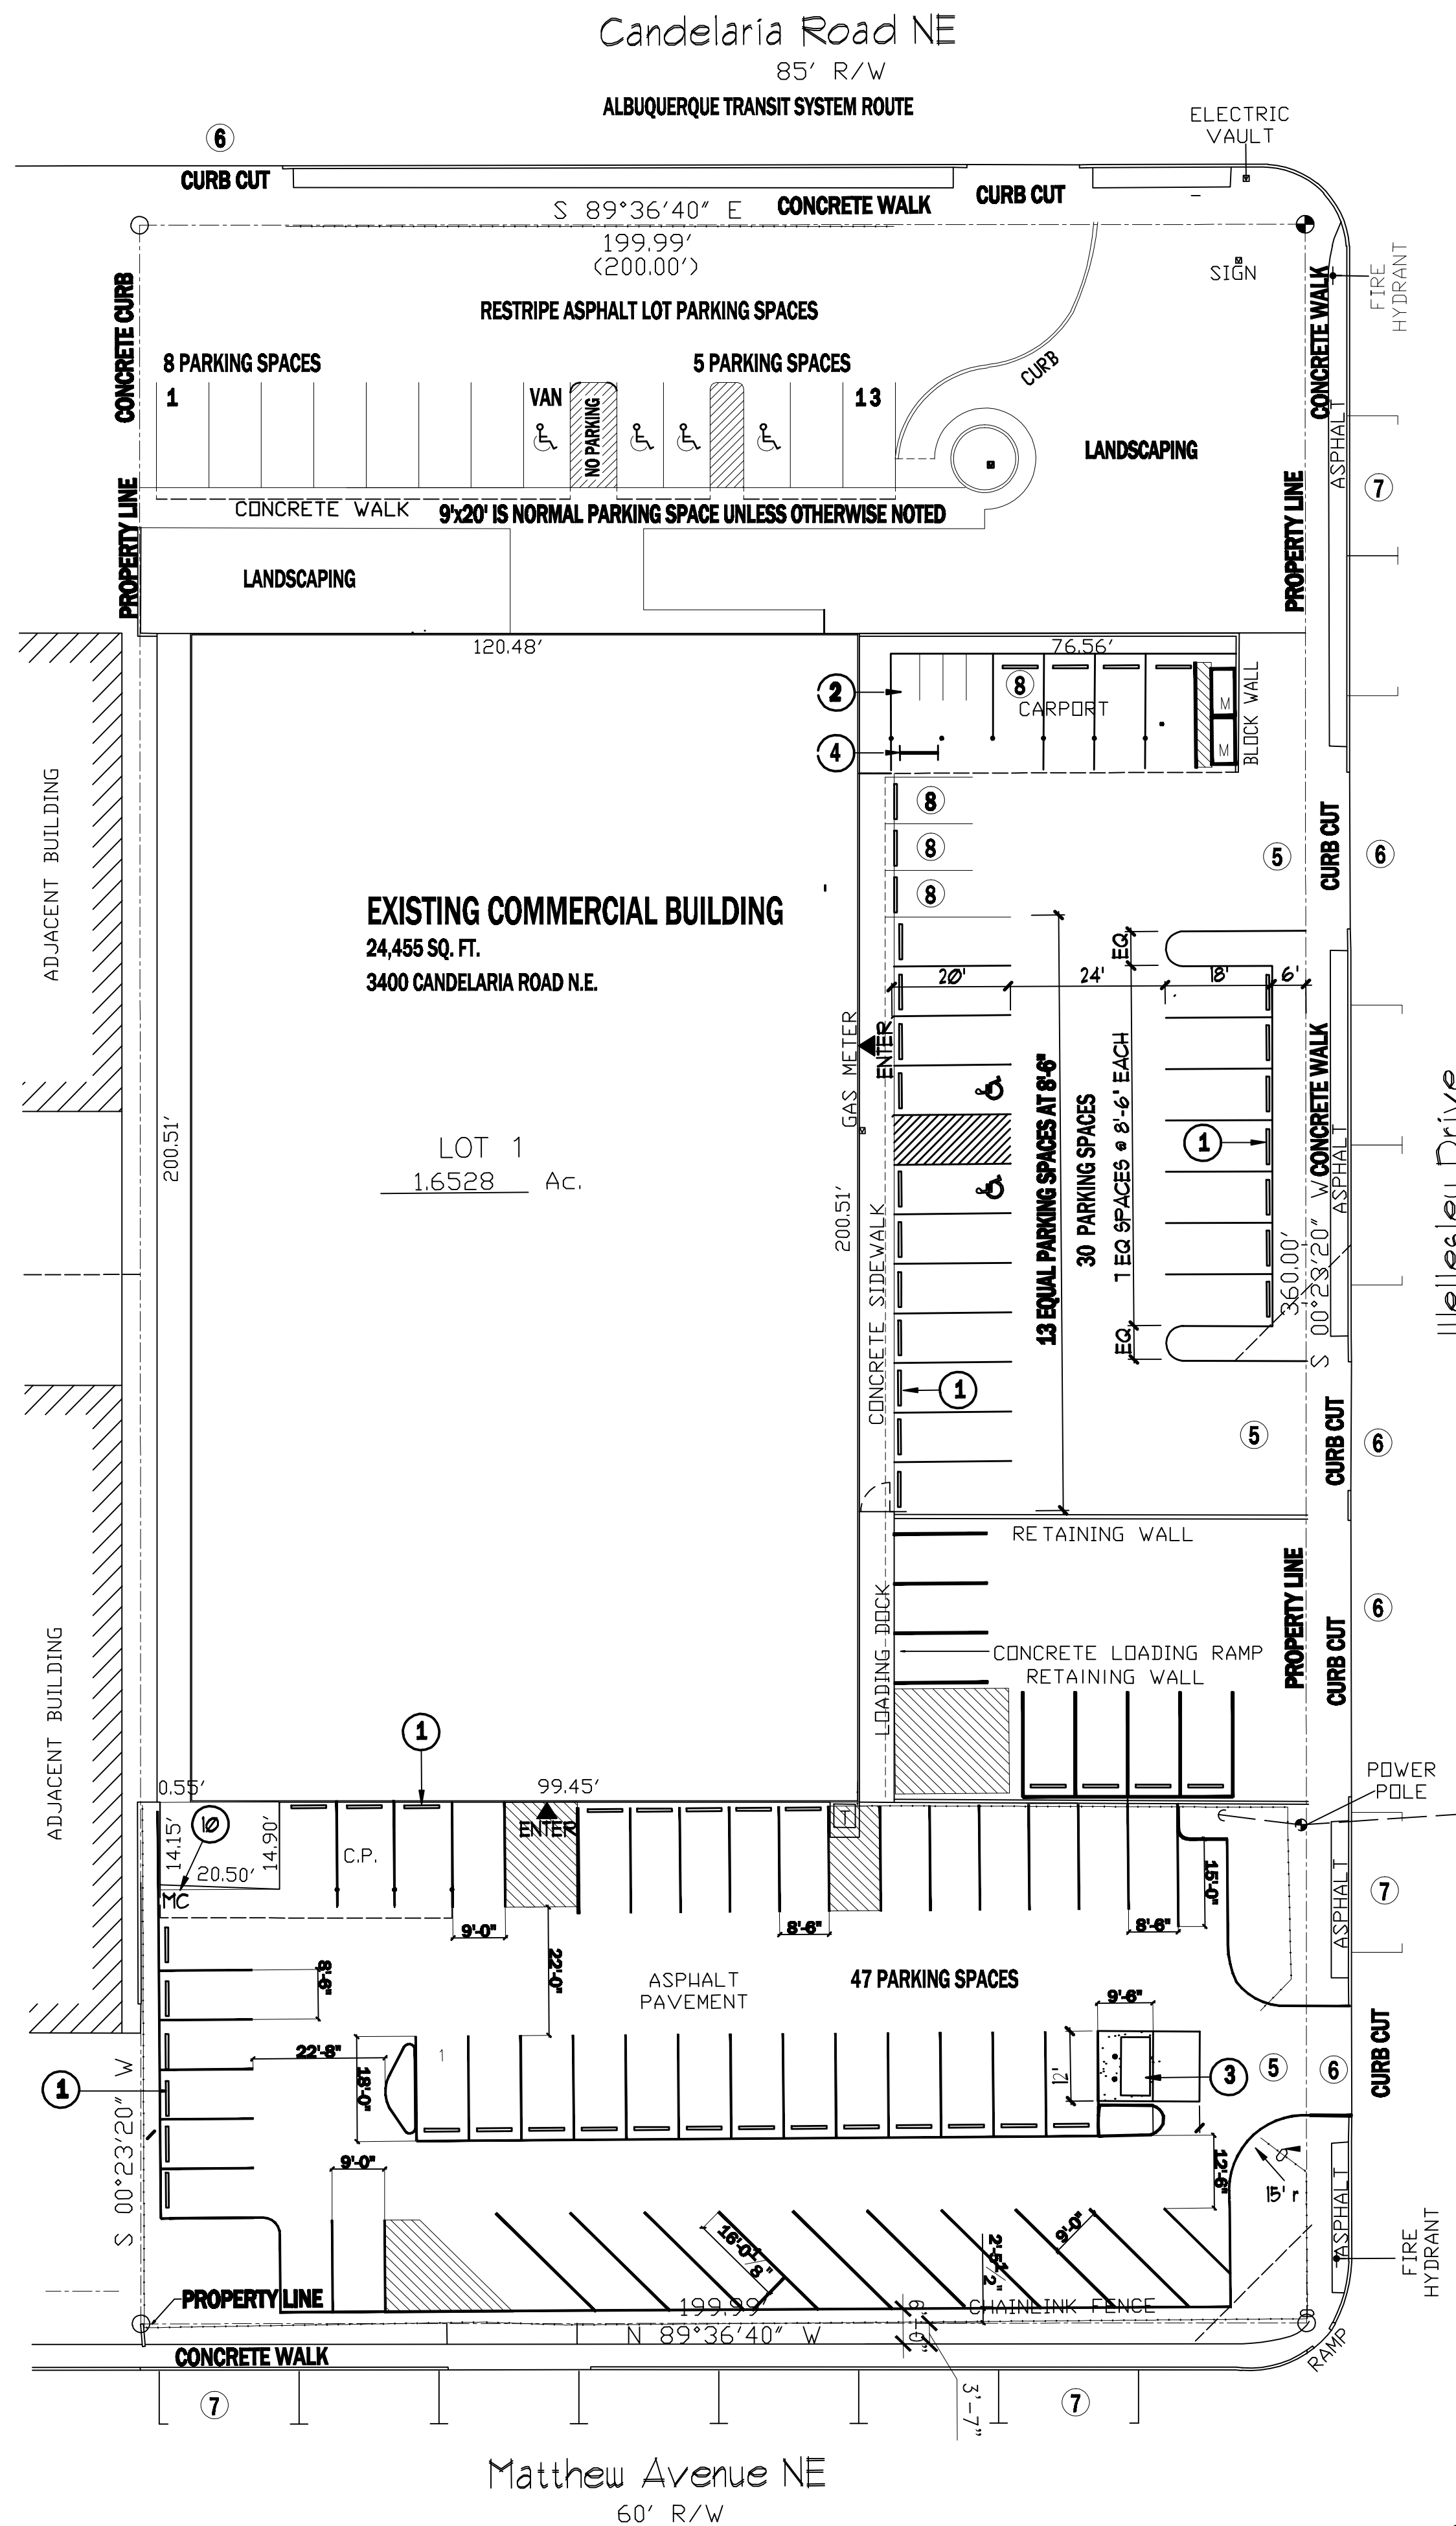 Candelaria Road NE
85' R/W
ALBUQUERQUE TRANSIT SYSTEM ROUTE
ELECTRIC
VAULT
6
CURB CUT
CONCRETE WALK
CURB CUT
S 89°36'40" E
199.99'
(200.00')
SIGN
FIRE
HYDRANT
CONCRETE CURB
CONCRETE WALK
RESTRIPE ASPHALT LOT PARKING SPACES
8 PARKING SPACES
5 PARKING SPACES
CURB
1
VAN
NO PARKING
13
LANDSCAPING
ASPHALT
7
PROPERTY LINE
PROPERTY LINE
CONCRETE WALK
9'x20' IS NORMAL PARKING SPACE UNLESS OTHERWISE NOTED
LANDSCAPING
120.48'
76.56'
2
8
CARPORT
M
M
BLOCK WALL
4
ADJACENT BUILDING
8
8
8
5
CURB CUT
6
EXISTING COMMERCIAL BUILDING
24,455 SQ. FT.
3400 CANDELARIA ROAD N.E.
EQ
20'
24'
18'
6'
GAS METER
ENTER
13 EQUAL PARKING SPACES AT 8'-6"
30 PARKING SPACES
7 EQ SPACES @ 8'-6' EACH
1
CONCRETE WALK
ASPHALT
Wellesley Drive
LOT 1
1.6528 Ac.
200.51'
200.51'
CONCRETE SIDEWALK
360.00'
S 00°23'20" W
EQ
1
5
CURB CUT
6
RETAINING WALL
PROPERTY LINE
6
CURB CUT
LOADING DOCK
CONCRETE LOADING RAMP
RETAINING WALL
ADJACENT BUILDING
1
POWER
POLE
0.55'
99.45'
14.15'
10
14.90'
20.50'
MC
C.P.
ENTER
T
15'-0"
ASPHALT
7
9'-0"
8'-6"
8'-6"
8'-6"
22'-0"
ASPHALT
PAVEMENT
47 PARKING SPACES
9'-6"
CURB CUT
22'-8"
18'-0"
1
12'
3
5
6
1
S 00°23'20" W
9'-0"
12'-6"
15' r
ASPHALT
FIRE
HYDRANT
9'-0"
PROPERTY LINE
199.99'
CHAINLINK FENCE
N 89°36'40" W
CONCRETE WALK
RAMP
7
3'-7"
7
Matthew Avenue NE
60' R/W